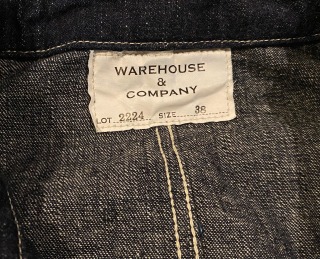 WAREHOUSE
&
COMPANY
LOT 2224 SIZE 38